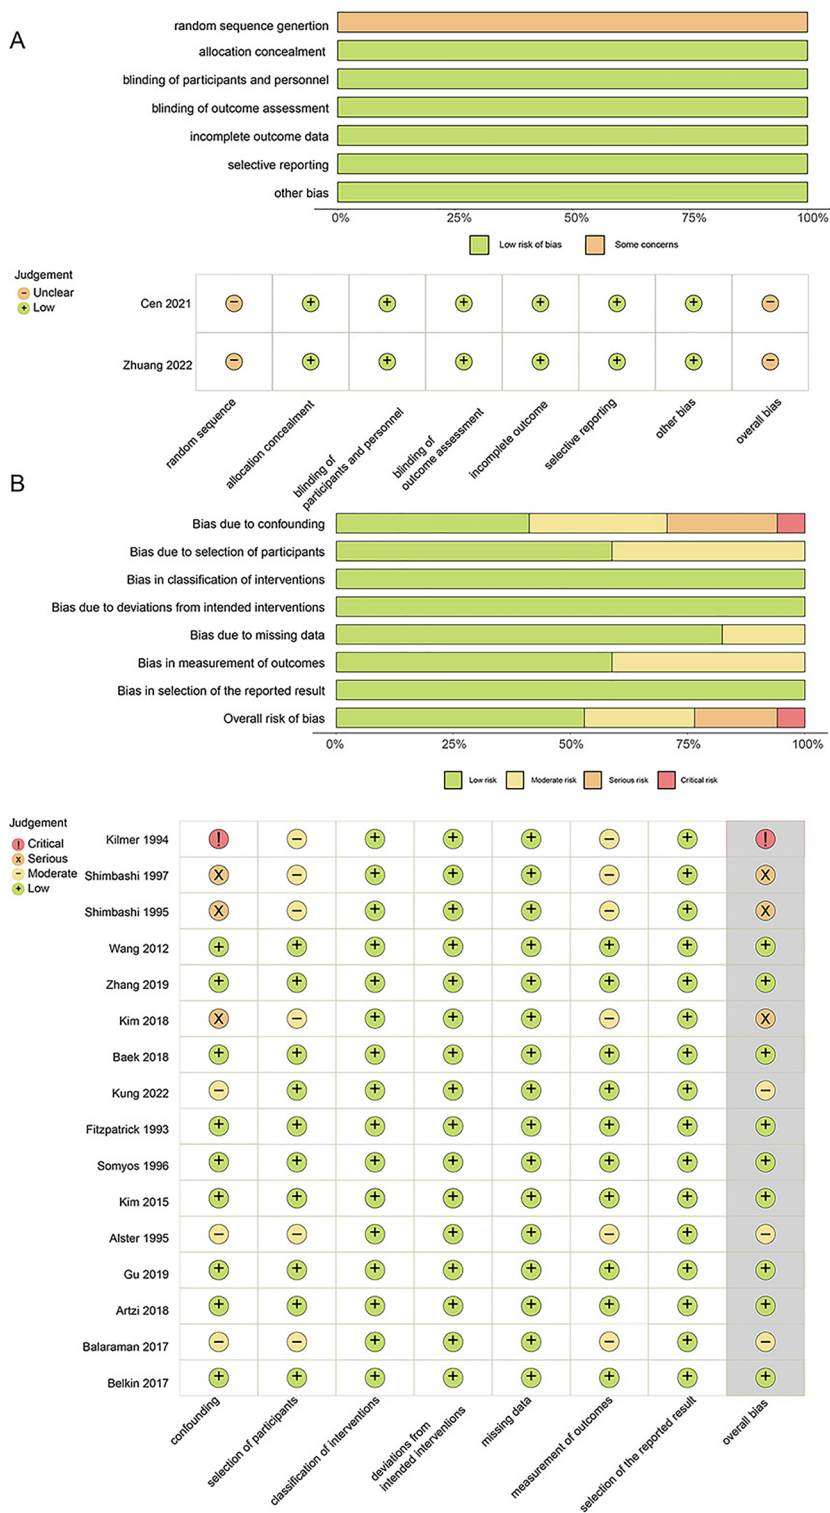 A
random sequence genertion
allocation concealment
blinding of participants and personnel
blinding of outcome assessment
incomplete outcome data
selective reporting
other bias
0% 25% 50% 75% 100%
Low risk of bias Some concerns
Judgement
− Unclear
+ Low
Cen 2021 − + + + + + + −
Zhuang 2022 − + + + + + + −
random sequence
allocation concealment
blinding of
participants and personnel
blinding of
outcome assessment
incomplete outcome
selective reporting
other bias
overall bias
B
Bias due to confounding
Bias due to selection of participants
Bias in classification of interventions
Bias due to deviations from intended interventions
Bias due to missing data
Bias in measurement of outcomes
Bias in selection of the reported result
Overall risk of bias
0% 25% 50% 75% 100%
Low risk Moderate risk Serious risk Critical risk
Judgement
! Critical
X Serious
− Moderate
+ Low
Kilmer 1994 ! − + + + − + !
Shimbashi 1997 X − + + + − + X
Shimbashi 1995 X − + + + − + X
Wang 2012 + + + + + + + +
Zhang 2019 + + + + + + + +
Kim 2018 X − + + + − + X
Baek 2018 + + + + + + + +
Kung 2022 − + + + + + + −
Fitzpatrick 1993 + + + + + + + +
Somyos 1996 + + + + + + + +
Kim 2015 + + + + + + + +
Alster 1995 − − + + + − + −
Gu 2019 + + + + + + + +
Artzi 2018 + + + + + + + +
Balaraman 2017 − − + + + − + −
Belkin 2017 + + + + + + + +
confounding
selection of participants
classification of interventions
deviations from
intended interventions
missing data
measurement of outcomes
selection of the reported result
overall bias